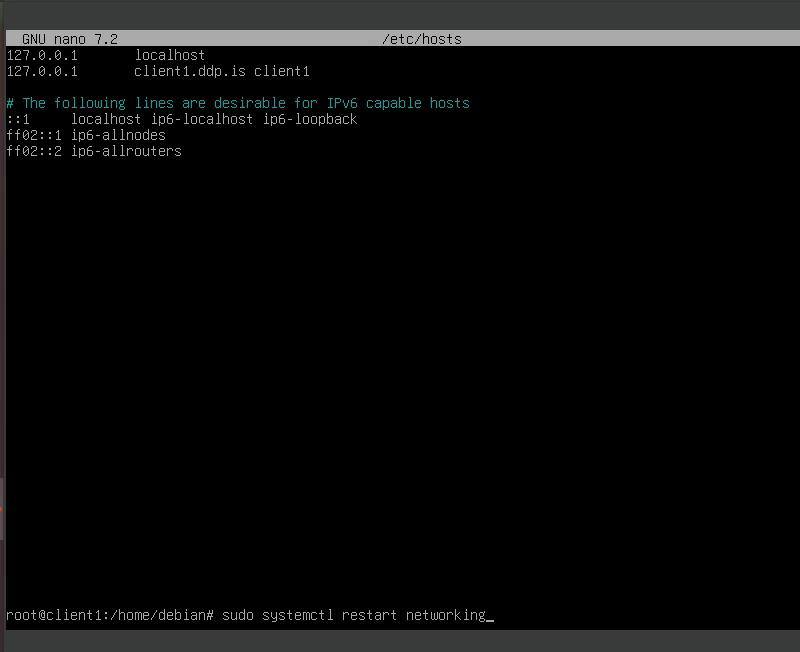 GNU nano 7.2 /etc/hosts
127.0.0.1 localhost
127.0.0.1 client1.ddp.is client1
# The following lines are desirable for IPv6 capable hosts
::1 localhost ip6-localhost ip6-loopback
ff02::1 ip6-allnodes
ff02::2 ip6-allrouters
root@client1:/home/debian# sudo systemctl restart networking_